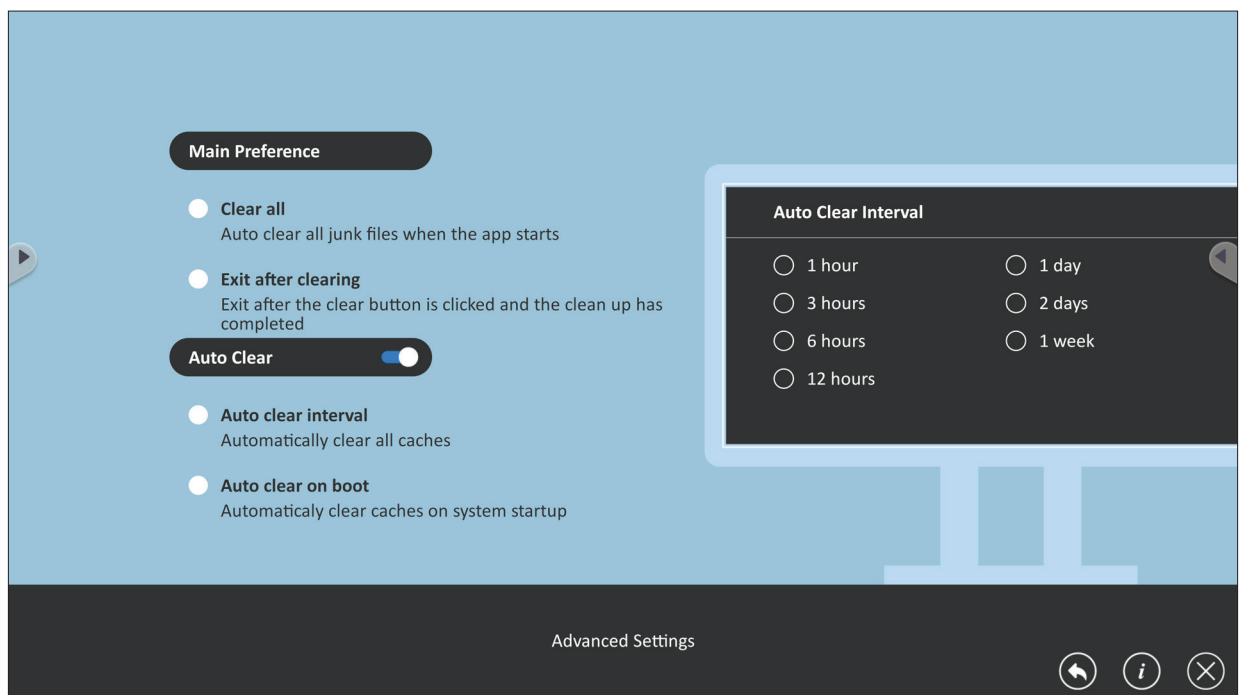 Main Preference
Clear all
Auto clear all junk files when the app starts
Exit after clearing
Exit after the clear button is clicked and the clean up has
completed
Auto Clear
Auto clear interval
Automatically clear all caches
Auto clear on boot
Automaticaly clear caches on system startup
Auto Clear Interval
1 hour
1 day
3 hours
2 days
6 hours
1 week
12 hours
Advanced Settings
i